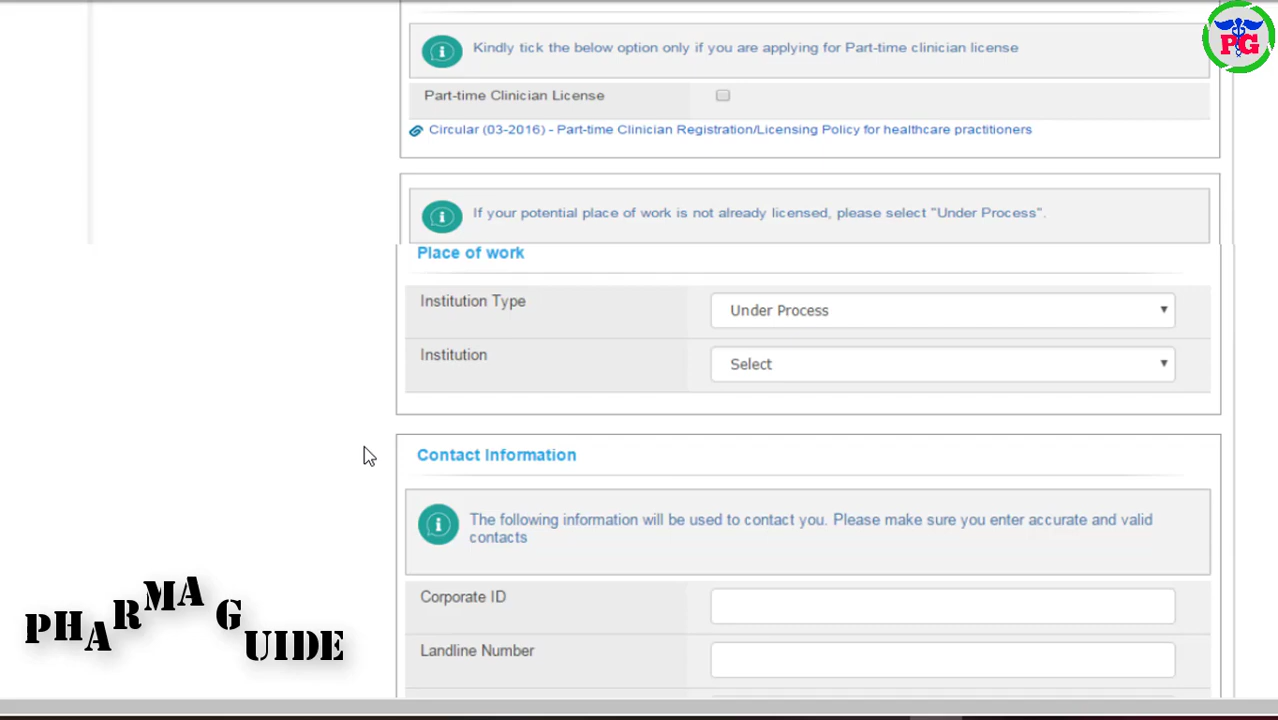 PG
Kindly tick the below option only if you are applying for Part-time clinician license
Part-time Clinician License
Circular (03-2016) - Part-time Clinician Registration/Licensing Policy for healthcare practitioners
If your potential place of work is not already licensed, please select "Under Process".
Place of work
Institution Type
Under Process
Institution
Select
Contact Information
The following information will be used to contact you. Please make sure you enter accurate and valid
contacts
Corporate ID
Landline Number
PHARMA GUIDE